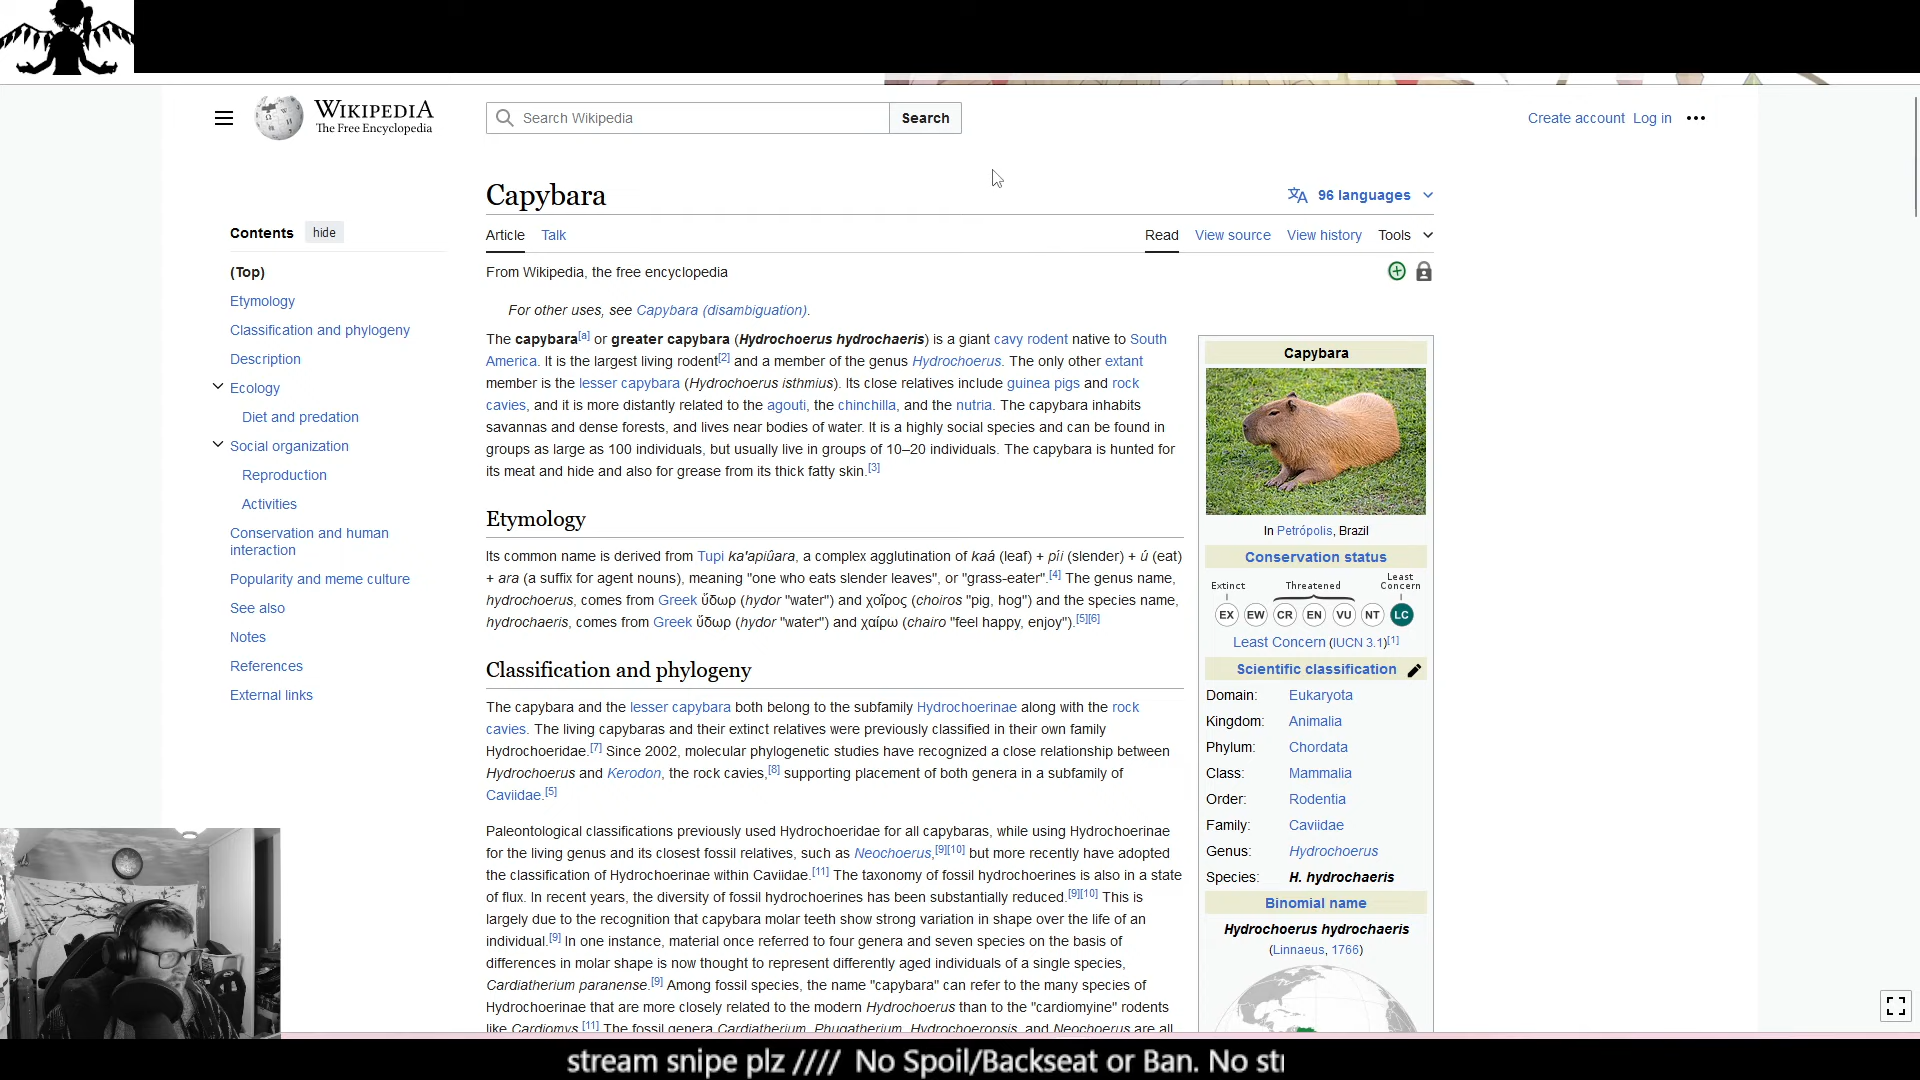 WIKIPEDIA
The Free Encyclopedia
Search Wikipedia
Search
Create account Log in
Capybara
96 languages
Contents hide
Article Talk
Read View source View history Tools
(Top)
Etymology
Classification and phylogeny
Description
Ecology
Diet and predation
Social organization
Reproduction
Activities
Conservation and human
interaction
Popularity and meme culture
See also
Notes
References
External links
From Wikipedia, the free encyclopedia
For other uses, see Capybara (disambiguation).
The capybara[a] or greater capybara (Hydrochoerus hydrochaeris) is a giant cavy rodent native to South
America. It is the largest living rodent[2] and a member of the genus Hydrochoerus. The only other extant
member is the lesser capybara (Hydrochoerus isthmius). Its close relatives include guinea pigs and rock
cavies, and it is more distantly related to the agouti, the chinchilla, and the nutria. The capybara inhabits
savannas and dense forests, and lives near bodies of water. It is a highly social species and can be found in
groups as large as 100 individuals, but usually live in groups of 10–20 individuals. The capybara is hunted for
its meat and hide and also for grease from its thick fatty skin.[3]
Etymology
Its common name is derived from Tupi ka'apiûara, a complex agglutination of kaá (leaf) + píi (slender) + ú (eat)
+ ara (a suffix for agent nouns), meaning "one who eats slender leaves", or "grass-eater".[4] The genus name,
hydrochoerus, comes from Greek ὕδωρ (hydor "water") and χοῖρος (choiros "pig, hog") and the species name,
hydrochaeris, comes from Greek ὕδωρ (hydor "water") and χαίρω (chairo "feel happy, enjoy").[5][6]
Classification and phylogeny
The capybara and the lesser capybara both belong to the subfamily Hydrochoerinae along with the rock
cavies. The living capybaras and their extinct relatives were previously classified in their own family
Hydrochoeridae.[7] Since 2002, molecular phylogenetic studies have recognized a close relationship between
Hydrochoerus and Kerodon, the rock cavies,[8] supporting placement of both genera in a subfamily of
Caviidae.[5]
Paleontological classifications previously used Hydrochoeridae for all capybaras, while using Hydrochoerinae
for the living genus and its closest fossil relatives, such as Neochoerus,[9][10] but more recently have adopted
the classification of Hydrochoerinae within Caviidae.[11] The taxonomy of fossil hydrochoerines is also in a state
of flux. In recent years, the diversity of fossil hydrochoerines has been substantially reduced.[9][10] This is
largely due to the recognition that capybara molar teeth show strong variation in shape over the life of an
individual.[9] In one instance, material once referred to four genera and seven species on the basis of
differences in molar shape is now thought to represent differently aged individuals of a single species,
Cardiatherium paranense.[9] Among fossil species, the name "capybara" can refer to the many species of
Hydrochoerinae that are more closely related to the modern Hydrochoerus than to the "cardiomyine" rodents
like Cardiomys.[11] The fossil genera Cardiatherium, Phugatherium, Hydrochoeropsis, and Neochoerus are all
Capybara
In Petrópolis, Brazil
Conservation status
Extinct Threatened Least
Concern
EX EW CR EN VU NT LC
Least Concern (IUCN 3.1)[1]
Scientific classification
Domain: Eukaryota
Kingdom: Animalia
Phylum: Chordata
Class: Mammalia
Order: Rodentia
Family: Caviidae
Genus: Hydrochoerus
Species: H. hydrochaeris
Binomial name
Hydrochoerus hydrochaeris
(Linnaeus, 1766)
stream snipe plz //// No Spoil/Backseat or Ban. No st